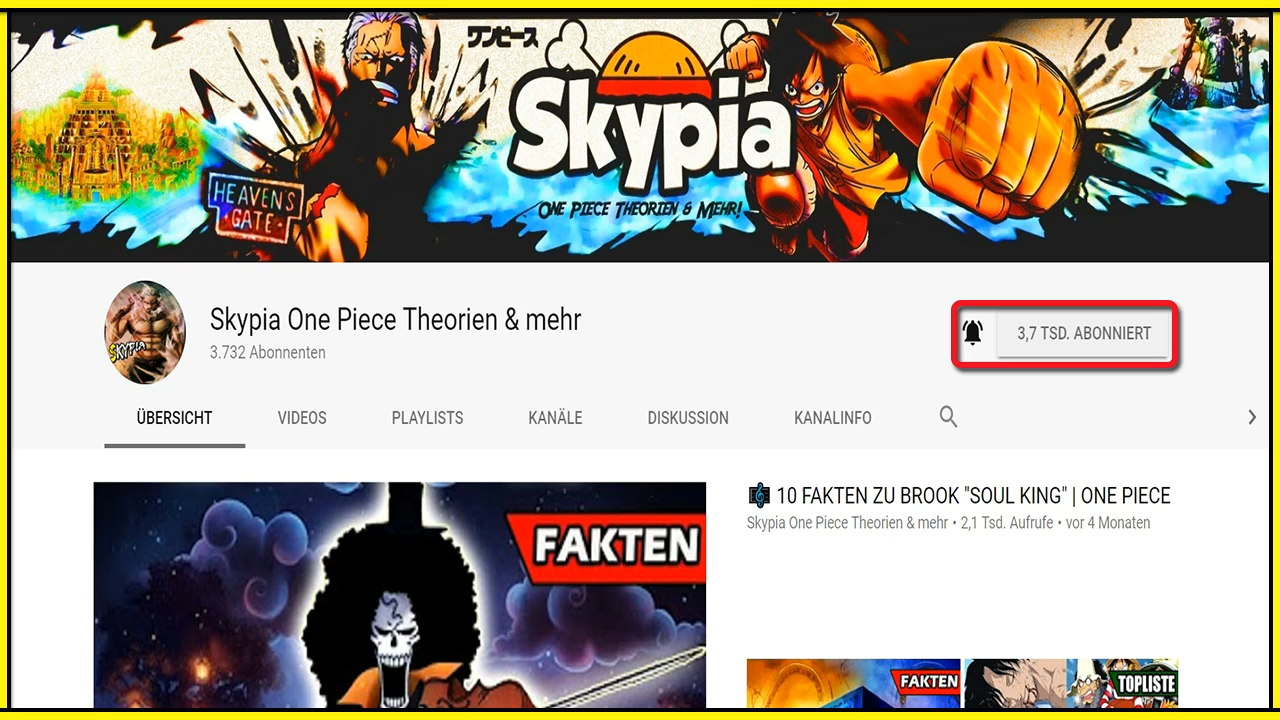 ワンピース
Skypia
HEAVEN'S
GATE
ONE PIECE THEORIEN & MEHR!
Skypia One Piece Theorien & mehr
3.732 Abonnenten
3,7 TSD. ABONNIERT
SKYPIA
ÜBERSICHT VIDEOS PLAYLISTS KANÄLE DISKUSSION KANALINFO
FAKTEN
10 FAKTEN ZU BROOK "SOUL KING" | ONE PIECE
Skypia One Piece Theorien & mehr • 2,1 Tsd. Aufrufe • vor 4 Monaten
FAKTEN
TOPLISTE